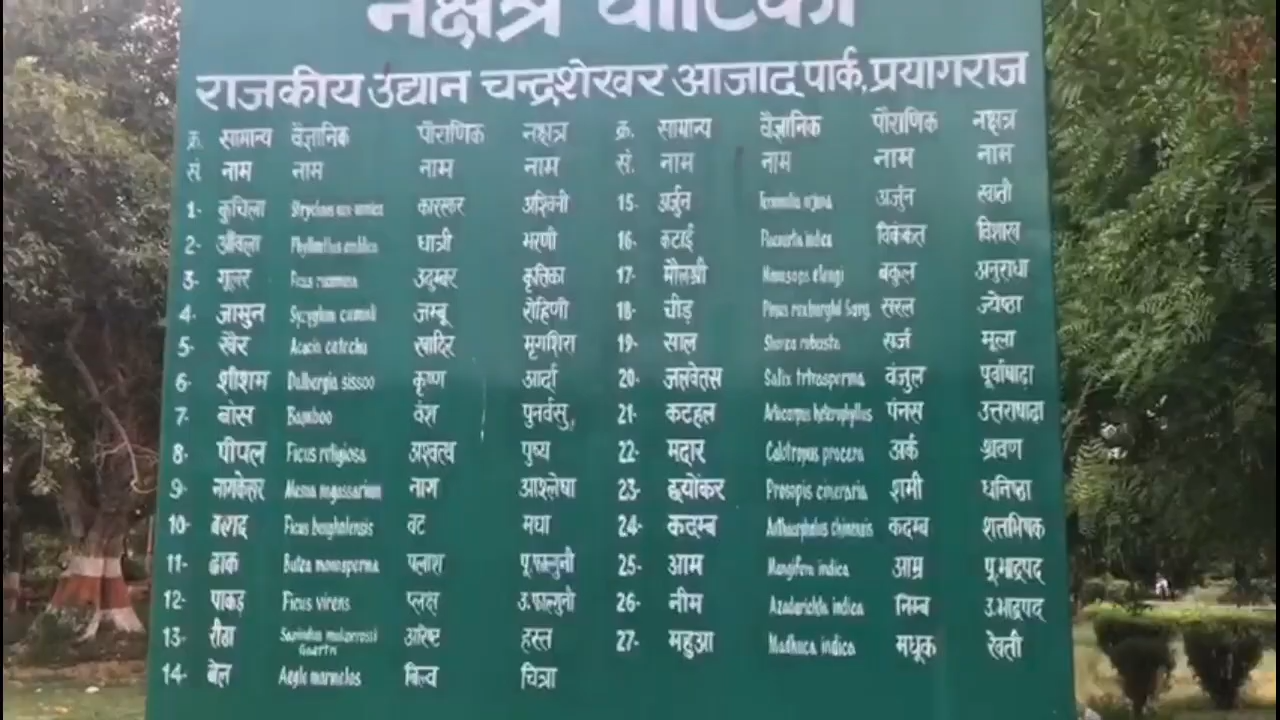 नक्षत्र वाटिका
राजकीय उद्यान चन्द्रशेखर आजाद पार्क, प्रयागराज
क्र. सामान्य वैज्ञानिक पौराणिक नक्षत्र क्र. सामान्य वैज्ञानिक पौराणिक नक्षत्र
सं. नाम नाम नाम नाम सं. नाम नाम नाम नाम
1- कुचिला Strychnos nux-vomica कारस्कर अश्विनी 15- अर्जुन Terminalia arjuna अर्जुन स्वाती
2- आँवला Phyllanthus emblica धात्री भरणी 16- कटाई Flacourtia indica विकंकत विशाख
3- गूलर Ficus racemosa उदुम्बर कृत्तिका 17- मौलश्री Mimusops elengi बकुल अनुराधा
4- जामुन Syzygium cumuli जम्बू रोहिणी 18- चीड़ Pinus roxburghii Sarg. सरल ज्येष्ठा
5- खैर Acacia catechu खादिर मृगशिरा 19- साल Shorea robusta सर्ज मूला
6- शीशम Dalbergia sissoo कृष्ण आर्द्रा 20- जलवेतस Salix tetrasperma वंजुल पूर्वाषाढ़ा
7- बाँस Bamboo वंश पुनर्वसु 21- कटहल Artocarpus heterophyllus पंनस उत्तराषाढ़ा
8- पीपल Ficus religiosa अश्वत्थ पुष्य 22- मदार Calotropus procera अर्क श्रवण
9- नागकेसर Mesua nagassarium नाग आश्लेषा 23- छ्योंकर Prosopis cineraria शमी धनिष्ठा
10- बरगद Ficus benghalensis वट मघा 24- कदम्ब Anthocephalus chinensis कदम्ब शतभिषक
11- ढाक Butea monosperma पलाश पू.फाल्गुनी 25- आम Mangifera indica आम्र पू.भाद्रपद
12- पाकड़ Ficus virens प्लक्ष उ.फाल्गुनी 26- नीम Azadarichta indica निम्ब उ.भाद्रपद
13- रीठा Sapindus mukorossi Gaertn अरिष्ट हस्त 27- महुआ Madhuca indica मधूक रेवती
14- बेल Aegle marmelos बिल्व चित्रा